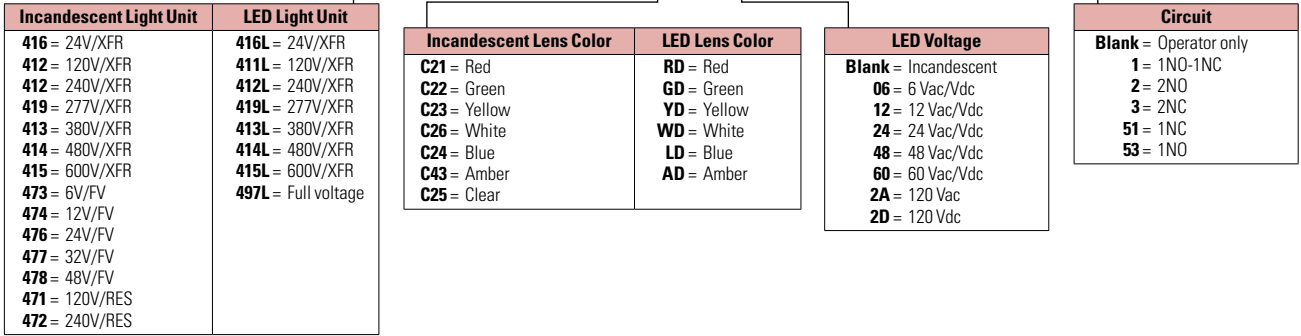 Incandescent Light Unit
416 = 24V/XFR
412 = 120V/XFR
412 = 240V/XFR
419 = 277V/XFR
413 = 380V/XFR
414 = 480V/XFR
415 = 600V/XFR
473 = 6V/FV
474 = 12V/FV
476 = 24V/FV
477 = 32V/FV
478 = 48V/FV
471 = 120V/RES
472 = 240V/RES
LED Light Unit
416L = 24V/XFR
411L = 120V/XFR
412L = 240V/XFR
419L = 277V/XFR
413L = 380V/XFR
414L = 480V/XFR
415L = 600V/XFR
497L = Full voltage
Incandescent Lens Color
C21 = Red
C22 = Green
C23 = Yellow
C26 = White
C24 = Blue
C43 = Amber
C25 = Clear
LED Lens Color
RD = Red
GD = Green
YD = Yellow
WD = White
LD = Blue
AD = Amber
LED Voltage
Blank = Incandescent
06 = 6 Vac/Vdc
12 = 12 Vac/Vdc
24 = 24 Vac/Vdc
48 = 48 Vac/Vdc
60 = 60 Vac/Vdc
2A = 120 Vac
2D = 120 Vdc
Circuit
Blank = Operator only
1 = 1NO-1NC
2 = 2NO
3 = 2NC
51 = 1NC
53 = 1NO